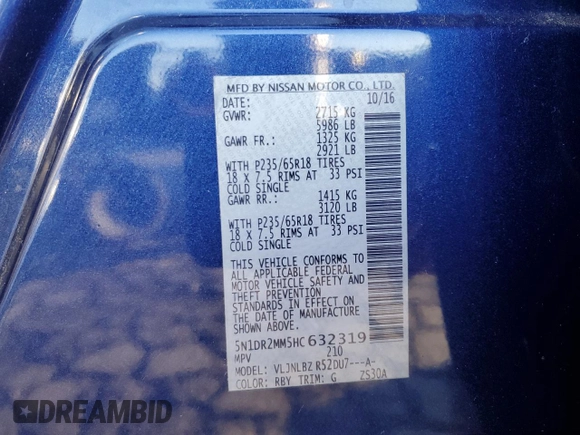 MFD BY NISSAN MOTOR CO., LTD.
DATE: 10/16
GVWR: 2715 KG
5986 LB
GAWR FR.: 1325 KG
2921 LB
WITH P235/65R18 TIRES
18 X 7.5 RIMS AT 33 PSI
COLD SINGLE
GAWR RR.: 1415 KG
3120 LB
WITH P235/65R18 TIRES
18 X 7.5 RIMS AT 33 PSI
COLD SINGLE
THIS VEHICLE CONFORMS TO
ALL APPLICABLE FEDERAL
MOTOR VEHICLE SAFETY AND
THEFT PREVENTION
STANDARDS IN EFFECT ON
THE DATE OF MANUFACTURE
SHOWN ABOVE.
5N1DR2MM5HC 632319
MPV 210
MODEL: VLJNLBZ R52DU7---A-
COLOR: RBY TRIM: G ZS30A
DREAMBID